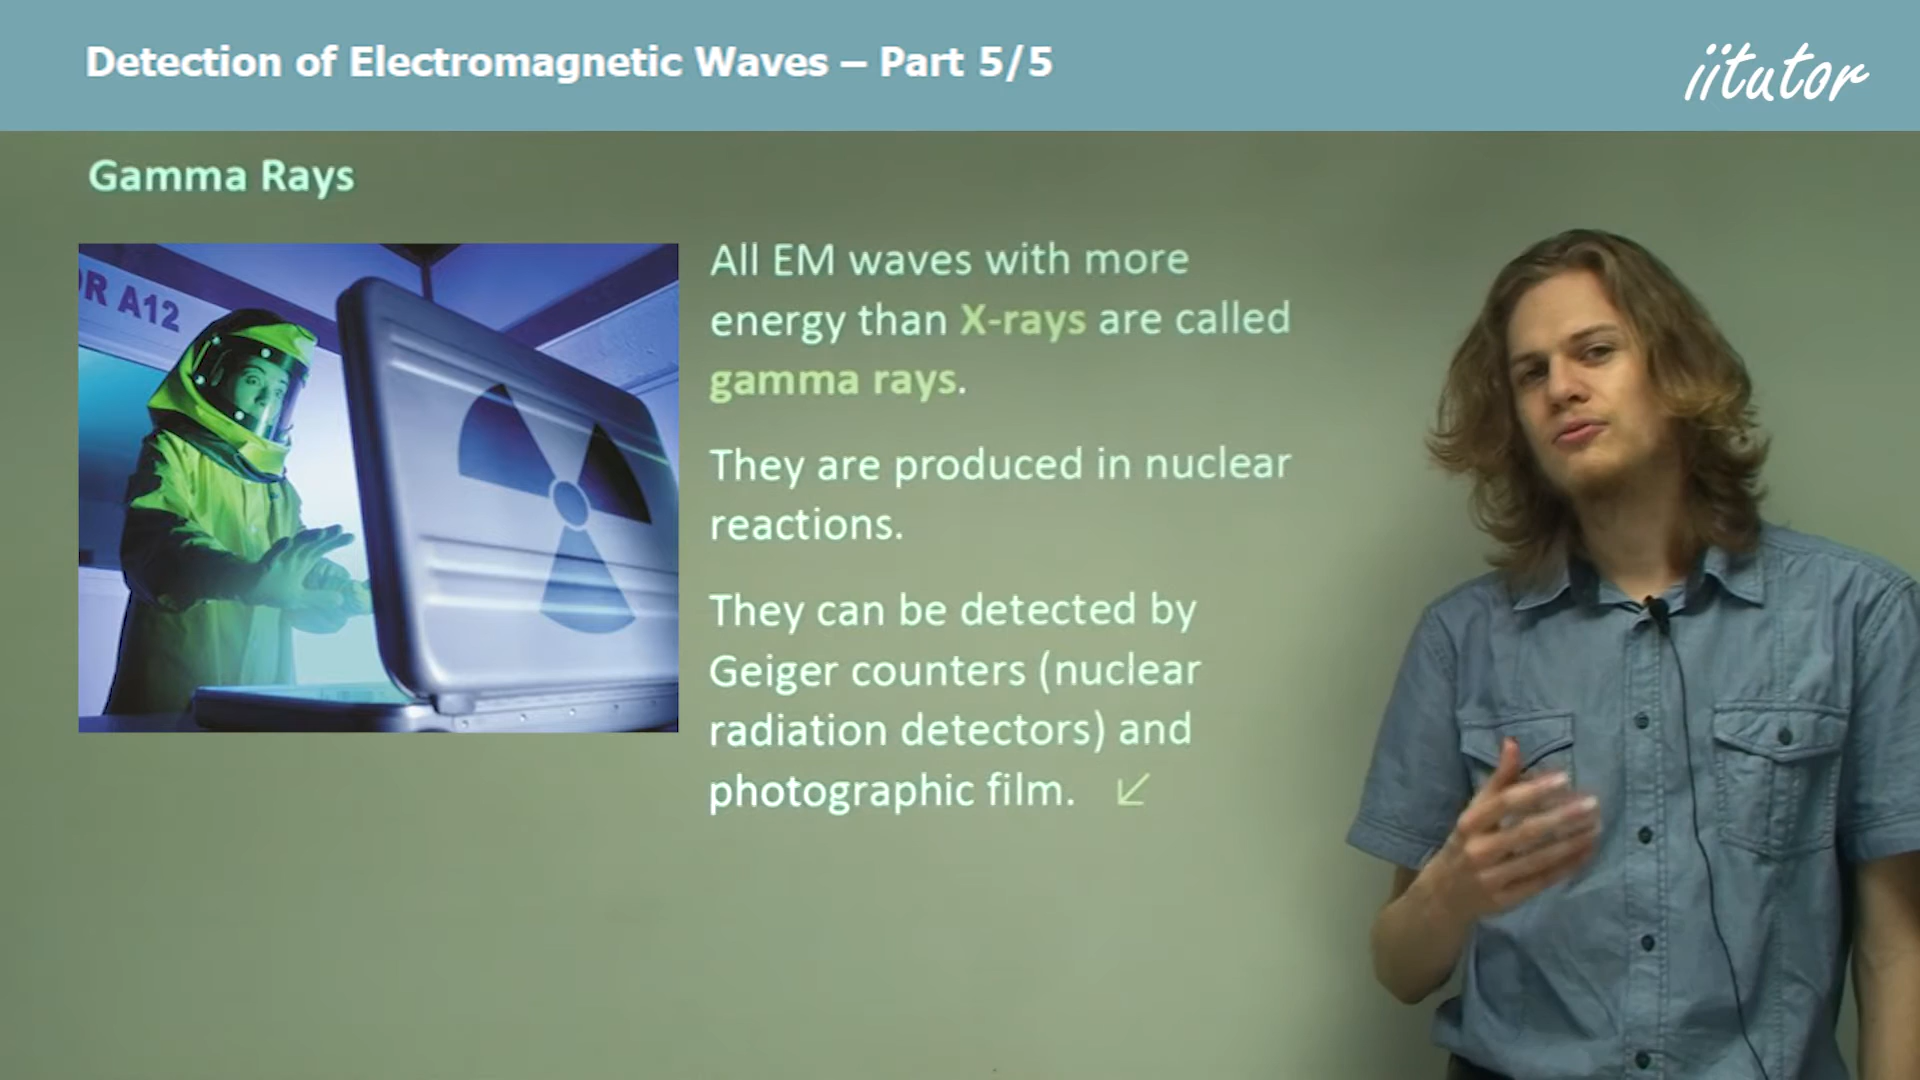 Detection of Electromagnetic Waves – Part 5/5
iitutor
Gamma Rays
R A12
All EM waves with more
energy than X-rays are called
gamma rays.
They are produced in nuclear
reactions.
They can be detected by
Geiger counters (nuclear
radiation detectors) and
photographic film.